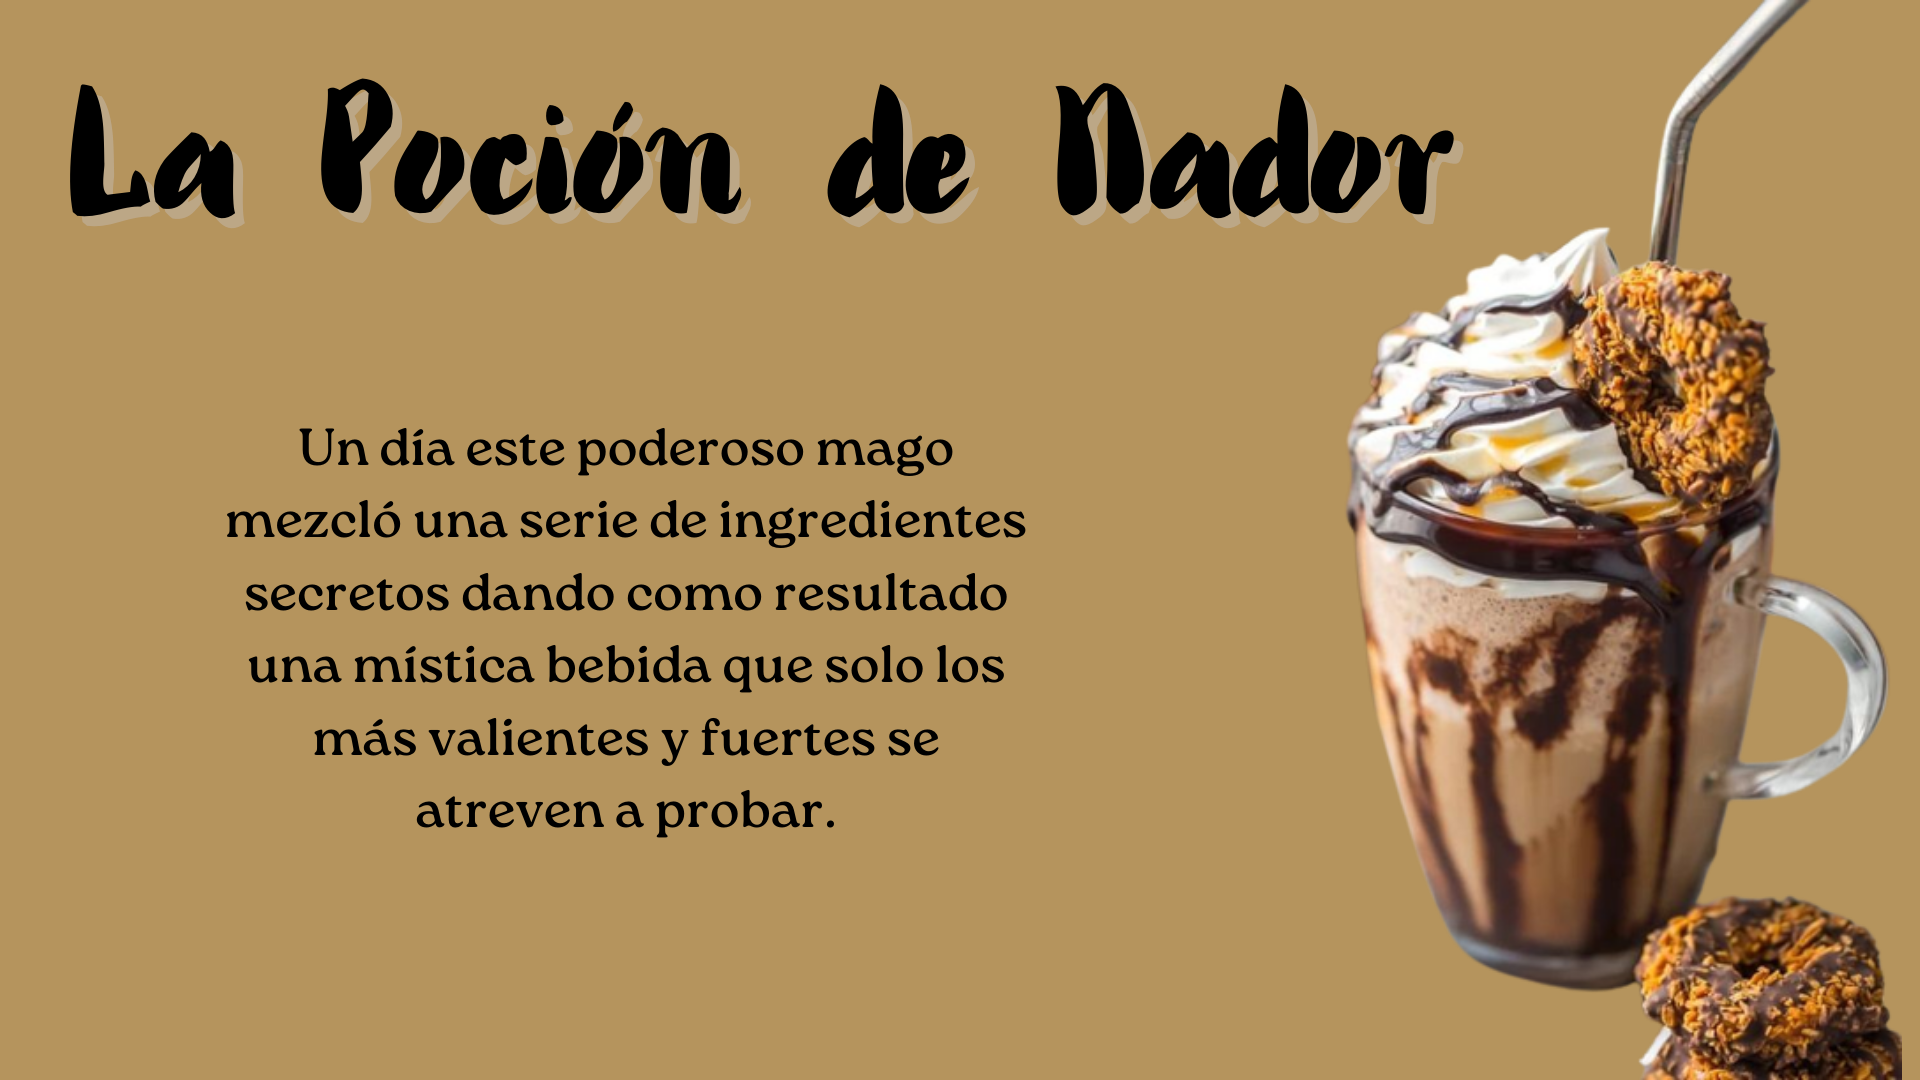 La Poción de Nador
Un día este poderoso mago
mezcló una serie de ingredientes
secretos dando como resultado
una mística bebida que solo los
más valientes y fuertes se
atreven a probar.